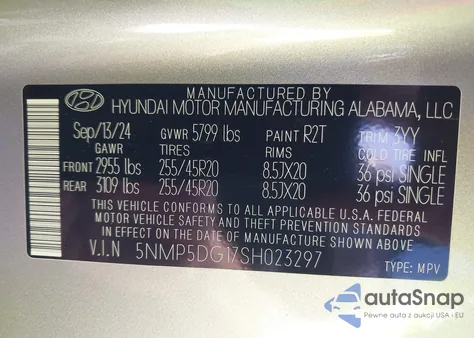 MANUFACTURED BY
HYUNDAI MOTOR MANUFACTURING ALABAMA, LLC
Sep/13/24 GVWR 5799 lbs PAINT R2T TRIM 3YY
GAWR TIRES RIMS COLD TIRE INFL
FRONT 2955 lbs 255/45R20 8.5JX20 36 psi SINGLE
REAR 3109 lbs 255/45R20 8.5JX20 36 psi SINGLE
THIS VEHICLE CONFORMS TO ALL APPLICABLE U.S.A. FEDERAL
MOTOR VEHICLE SAFETY AND THEFT PREVENTION STANDARDS
IN EFFECT ON THE DATE OF MANUFACTURE SHOWN ABOVE.
V.I.N 5NMP5DG17SH023297
TYPE: MPV
autoSnap
Pewne auta z USA i EU